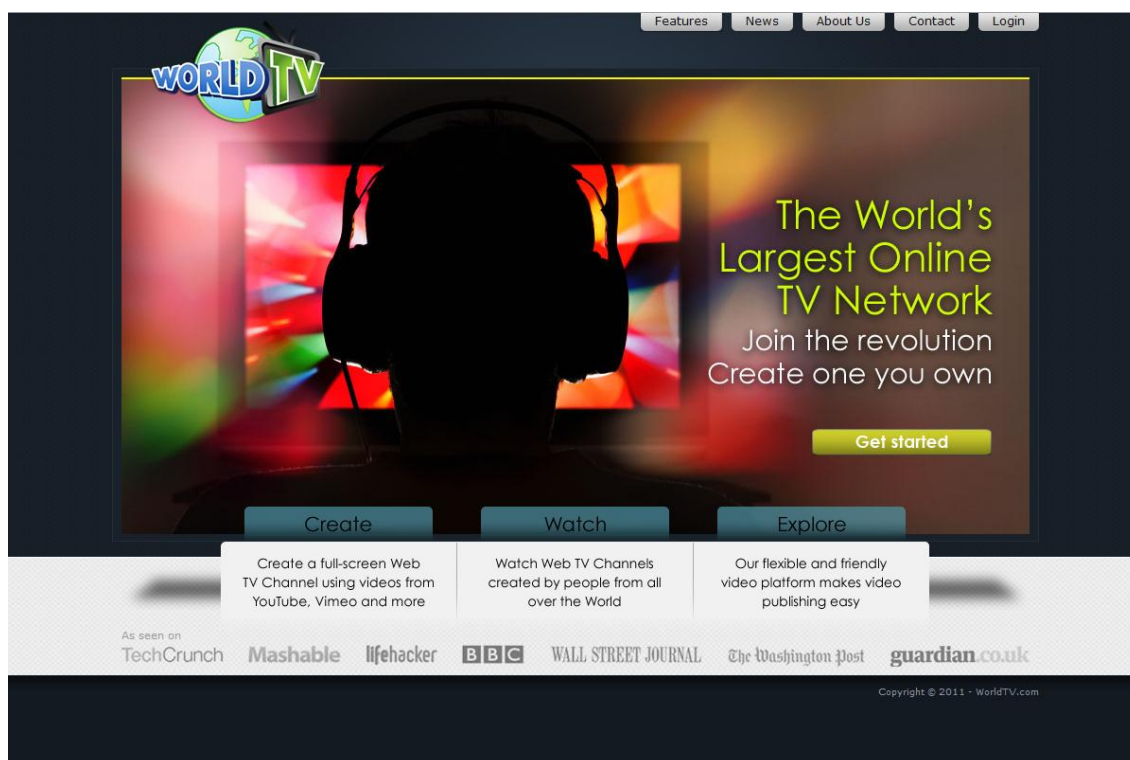 Features
News
About Us
Contact
Login
WORLD TV
The World's
Largest Online
TV Network
Join the revolution
Create one you own
Get started
Create
Watch
Explore
Create a full-screen Web
TV Channel using videos from
YouTube, Vimeo and more
Watch Web TV Channels
created by people from all
over the World
Our flexible and friendly
video platform makes video
publishing easy
As seen on
TechCrunch
Mashable
lifehacker
BBC
WALL STREET JOURNAL
The Washington Post
guardian.co.uk
Copyright © 2011 - WorldTV.com